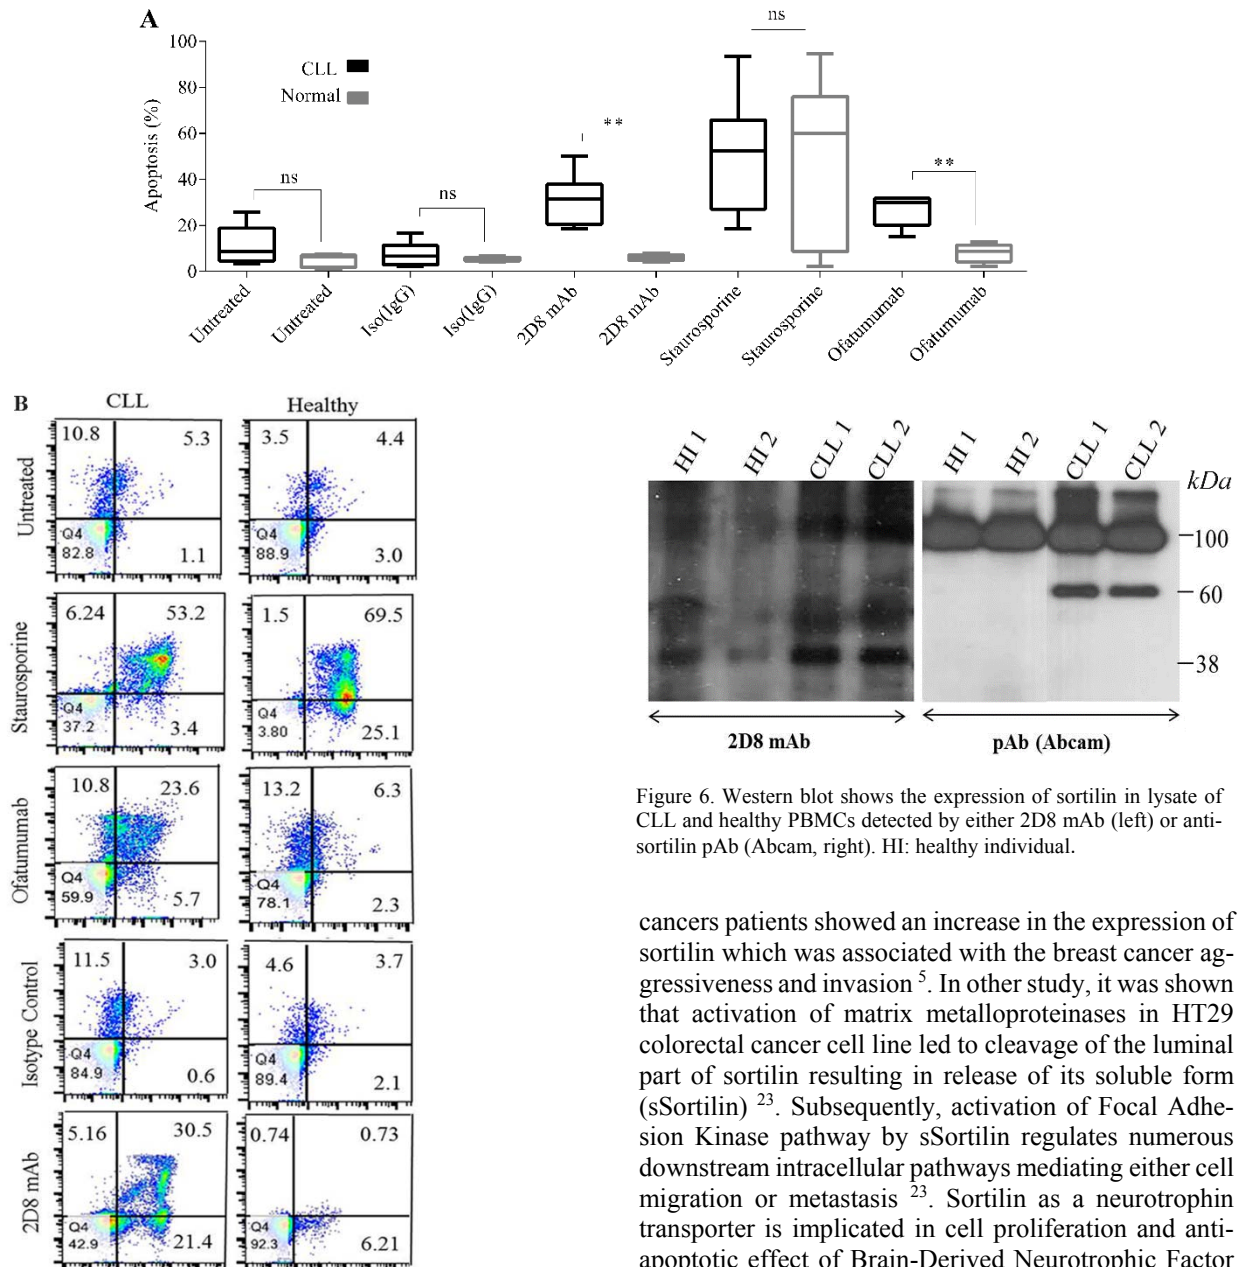 A
ns
100
80
60
40
20
0
Apoptosis (%)
CLL
Normal
ns
ns
**
**
Untreated
Untreated
Iso(IgG)
Iso(IgG)
2D8 mAb
2D8 mAb
Staurosporine
Staurosporine
Ofatumumab
Ofatumumab
B
CLL
Healthy
Untreated
10.8 5.3
Q4
82.8 1.1
3.5 4.4
Q4
88.9 3.0
Staurosporine
6.24 53.2
Q4
37.2 3.4
1.5 69.5
Q4
3.80 25.1
Ofatumumab
10.8 23.6
Q4
59.9 5.7
13.2 6.3
Q4
78.1 2.3
Isotype Control
11.5 3.0
Q4
84.9 0.6
4.6 3.7
Q4
89.4 2.1
2D8 mAb
5.16 30.5
Q4
42.9 21.4
0.74 0.73
Q4
92.3 6.21
HI 1
HI 2
CLL 1
CLL 2
HI 1
HI 2
CLL 1
CLL 2
kDa
100
60
38
2D8 mAb
pAb (Abcam)
Figure 6. Western blot shows the expression of sortilin in lysate of
CLL and healthy PBMCs detected by either 2D8 mAb (left) or anti-
sortilin pAb (Abcam, right). HI: healthy individual.
cancers patients showed an increase in the expression of
sortilin which was associated with the breast cancer ag-
gressiveness and invasion 5. In other study, it was shown
that activation of matrix metalloproteinases in HT29
colorectal cancer cell line led to cleavage of the luminal
part of sortilin resulting in release of its soluble form
(sSortilin) 23. Subsequently, activation of Focal Adhe-
sion Kinase pathway by sSortilin regulates numerous
downstream intracellular pathways mediating either cell
migration or metastasis 23. Sortilin as a neurotrophin
transporter is implicated in cell proliferation and anti-
apoptotic effect of Brain-Derived Neurotrophic Factor